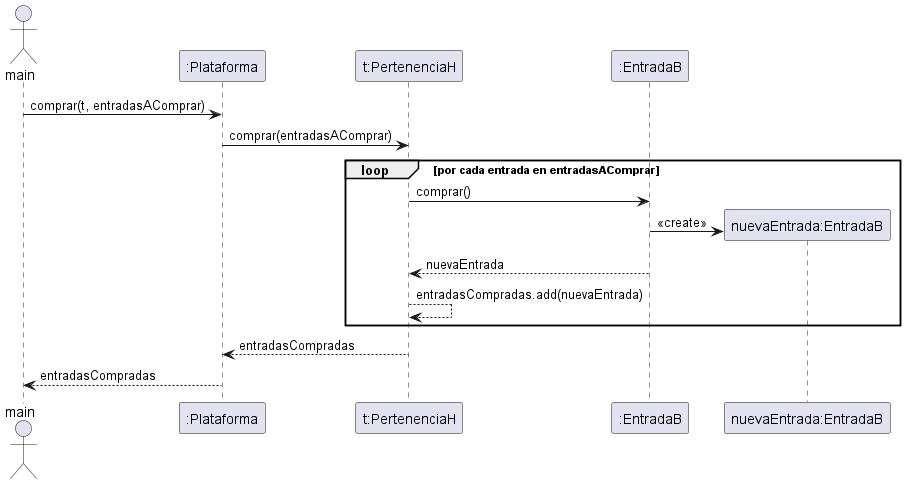 main
:Plataforma
t:PertenenciaH
:EntradaB
comprar(t, entradasAComprar)
comprar(entradasAComprar)
loop
[por cada entrada en entradasAComprar]
comprar()
«create»
nuevaEntrada:EntradaB
nuevaEntrada
entradasCompradas.add(nuevaEntrada)
entradasCompradas
entradasCompradas
main
:Plataforma
t:PertenenciaH
:EntradaB
nuevaEntrada:EntradaB